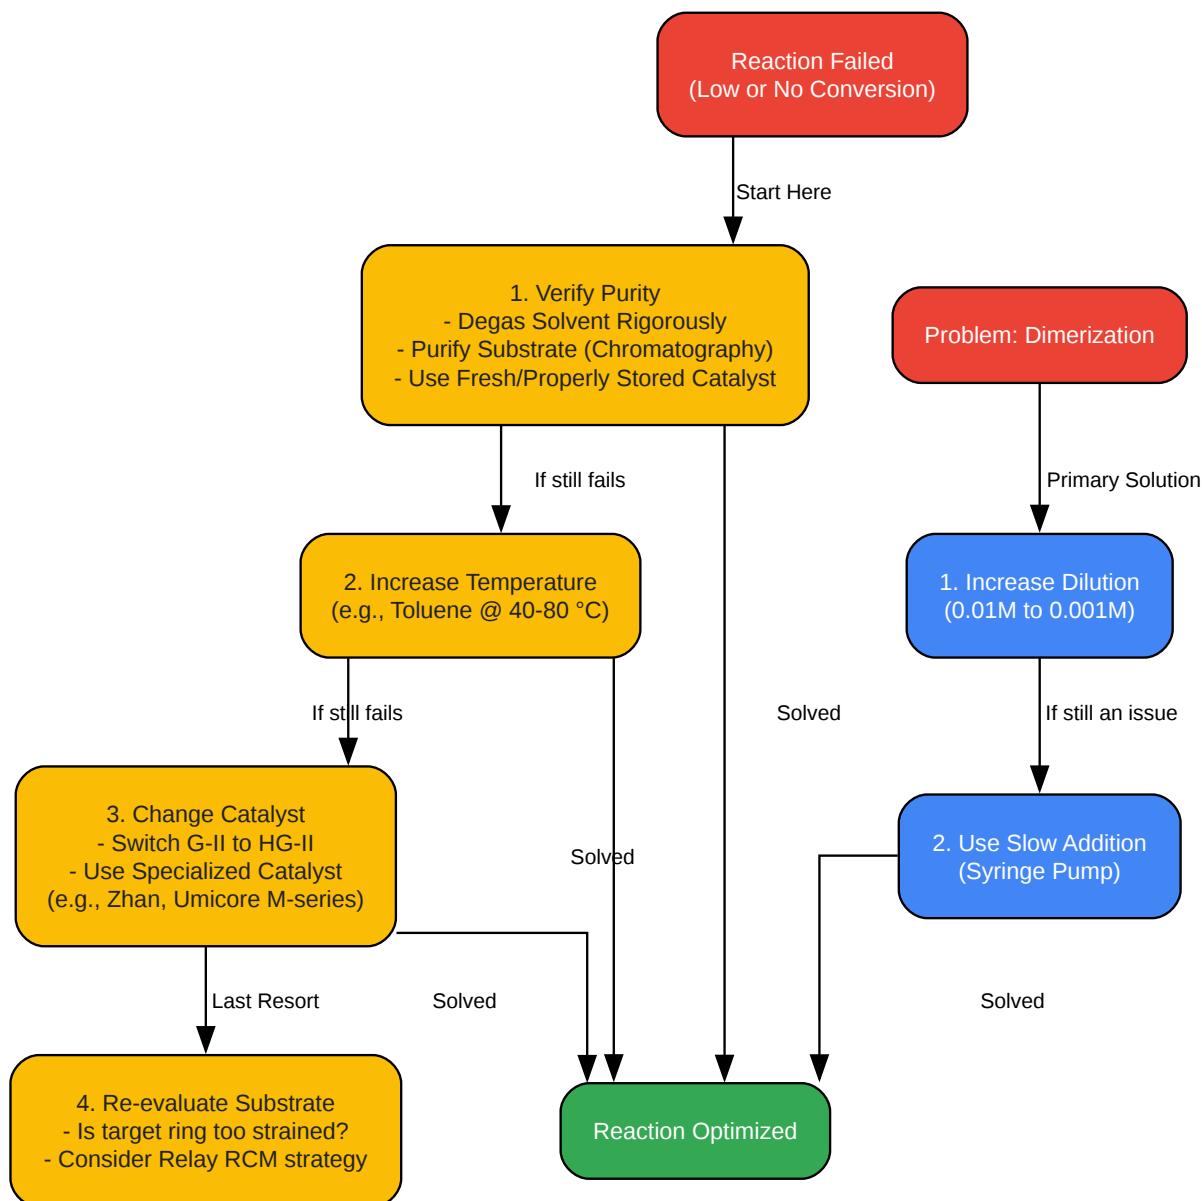 Reaction Failed
(Low or No Conversion)
Start Here
1. Verify Purity
- Degas Solvent Rigorously
- Purify Substrate (Chromatography)
- Use Fresh/Properly Stored Catalyst
Problem: Dimerization
If still fails
Primary Solution
2. Increase Temperature
(e.g., Toluene @ 40-80 °C)
1. Increase Dilution
(0.01M to 0.001M)
If still fails
Solved
If still an issue
3. Change Catalyst
- Switch G-II to HG-II
- Use Specialized Catalyst
(e.g., Zhan, Umicore M-series)
Solved
2. Use Slow Addition
(Syringe Pump)
Last Resort
Solved
Solved
4. Re-evaluate Substrate
- Is target ring too strained?
- Consider Relay RCM strategy
Reaction Optimized